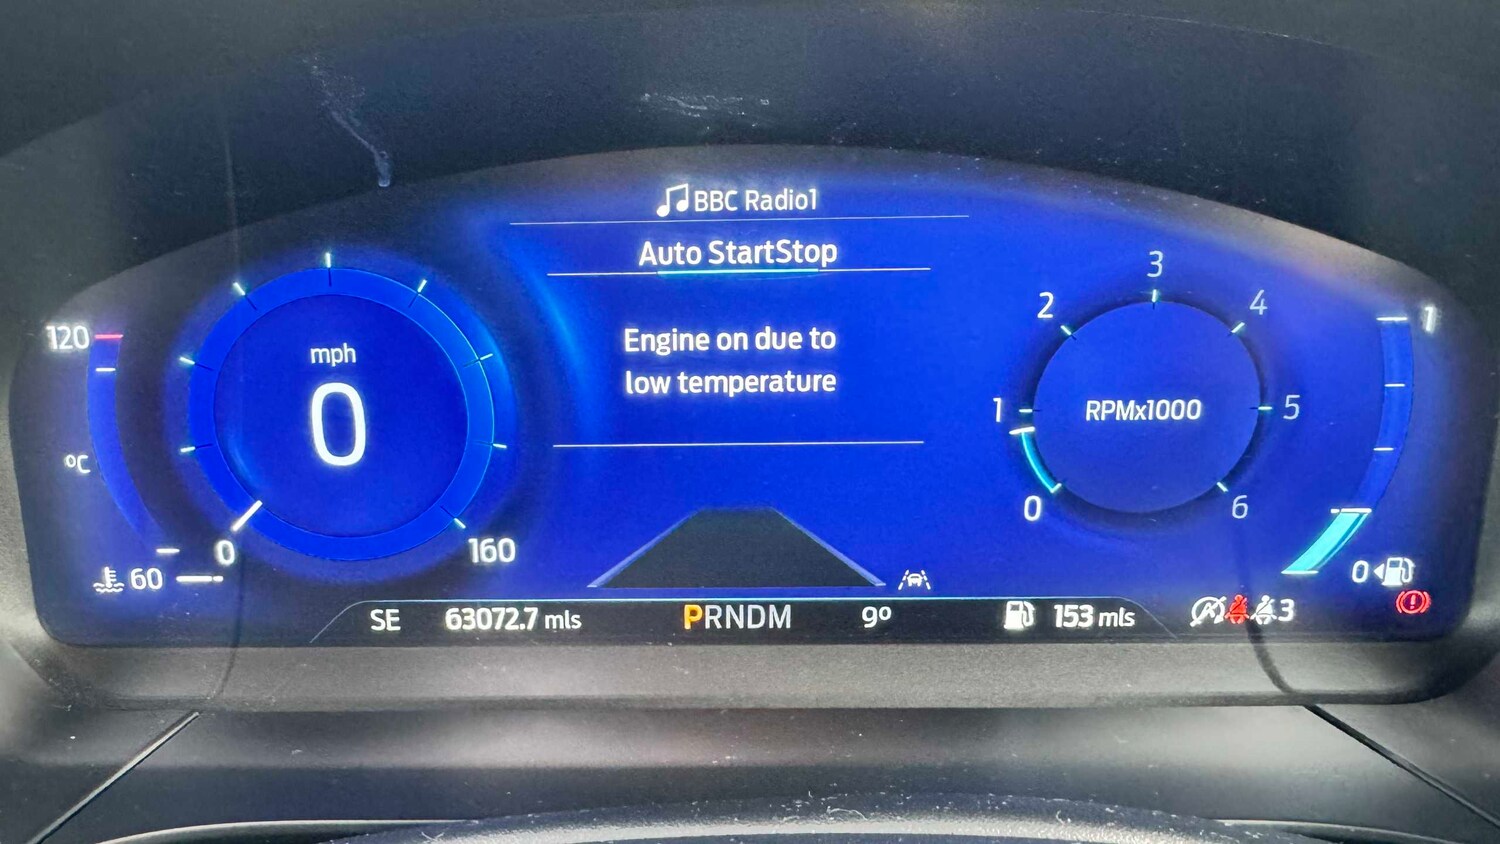 BBC Radio1
Auto StartStop
Engine on due to
low temperature
120
°C
60
mph
0
0
160
0
1
2
3
4
5
6
RPMx1000
1
0
SE
63072.7 mls
PRNDM
9°
153 mls
3